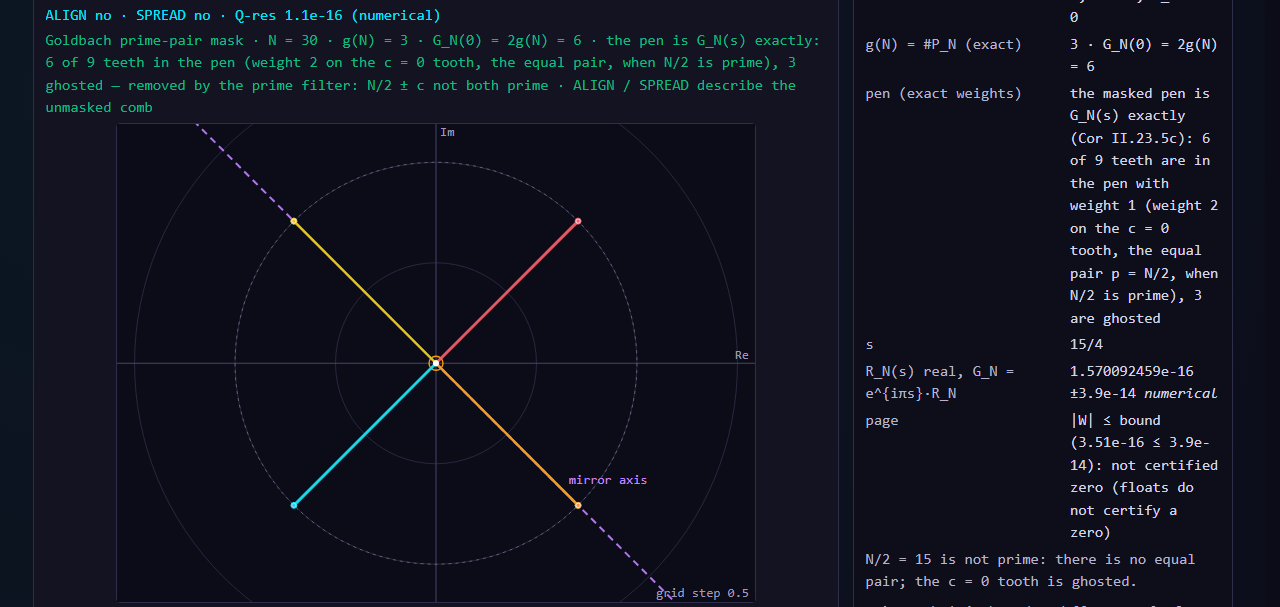 ALIGN no · SPREAD no · Q-res 1.1e-16 (numerical)
Goldbach prime-pair mask · N = 30 · g(N) = 3 · G_N(0) = 2g(N) = 6 · the pen is G_N(s) exactly:
6 of 9 teeth in the pen (weight 2 on the c = 0 tooth, the equal pair, when N/2 is prime), 3
ghosted — removed by the prime filter: N/2 ± c not both prime · ALIGN / SPREAD describe the
unmasked comb
Im
Re
mirror axis
grid step 0.5
0
g(N) = #P_N (exact)
3 · G_N(0) = 2g(N)
= 6
pen (exact weights)
the masked pen is
G_N(s) exactly
(Cor II.23.5c): 6
of 9 teeth are in
the pen with
weight 1 (weight 2
on the c = 0
tooth, the equal
pair p = N/2, when
N/2 is prime), 3
are ghosted
s
15/4
R_N(s) real, G_N =
e^{iπs}·R_N
1.570092459e-16
±3.9e-14 numerical
page
|W| ≤ bound
(3.51e-16 ≤ 3.9e-
14): not certified
zero (floats do
not certify a
zero)
N/2 = 15 is not prime: there is no equal
pair; the c = 0 tooth is ghosted.